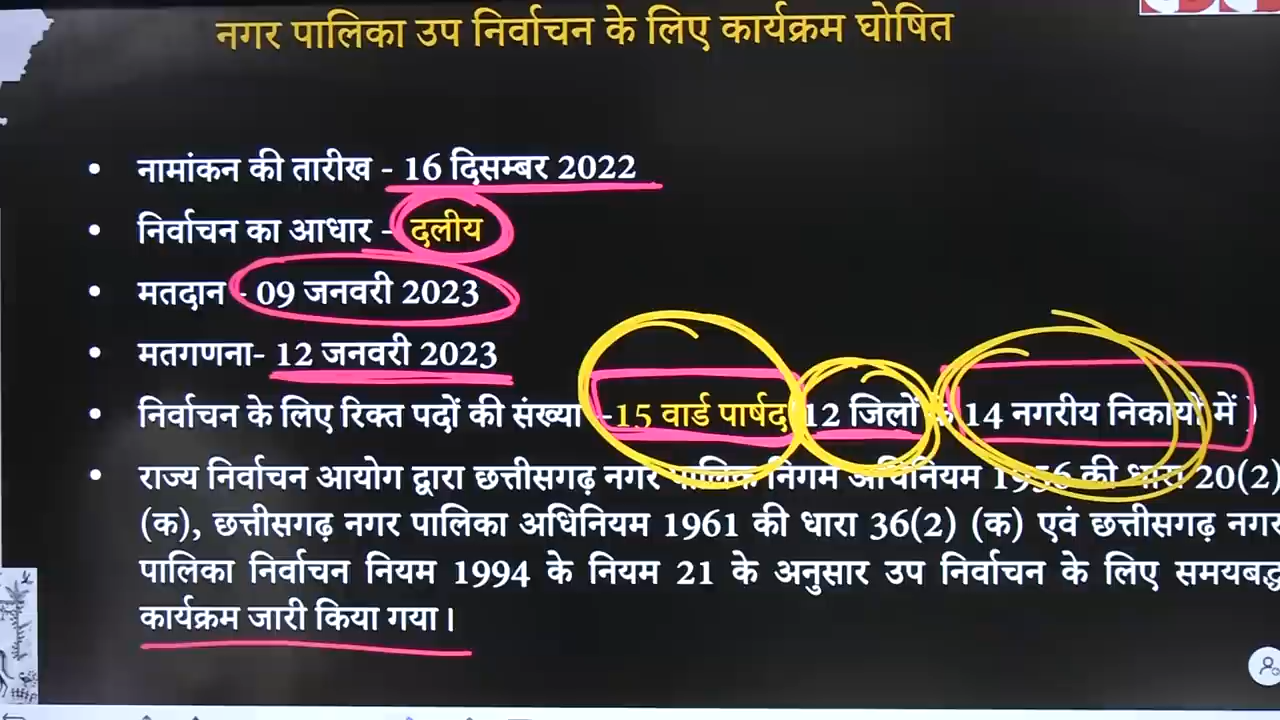 नगर पालिका उप निर्वाचन के लिए कार्यक्रम घोषित
• नामांकन की तारीख - 16 दिसम्बर 2022
• निर्वाचन का आधार - दलीय
• मतदान - 09 जनवरी 2023
• मतगणना- 12 जनवरी 2023
• निर्वाचन के लिए रिक्त पदों की संख्या -15 वार्ड पार्षद 12 जिलों के 14 नगरीय निकायों में )
• राज्य निर्वाचन आयोग द्वारा छत्तीसगढ़ नगर पालिक निगम अधिनियम 1956 की धारा 20(2)
(क), छत्तीसगढ़ नगर पालिका अधिनियम 1961 की धारा 36(2) (क) एवं छत्तीसगढ़ नगर
पालिका निर्वाचन नियम 1994 के नियम 21 के अनुसार उप निर्वाचन के लिए समयबद्ध
कार्यक्रम जारी किया गया।